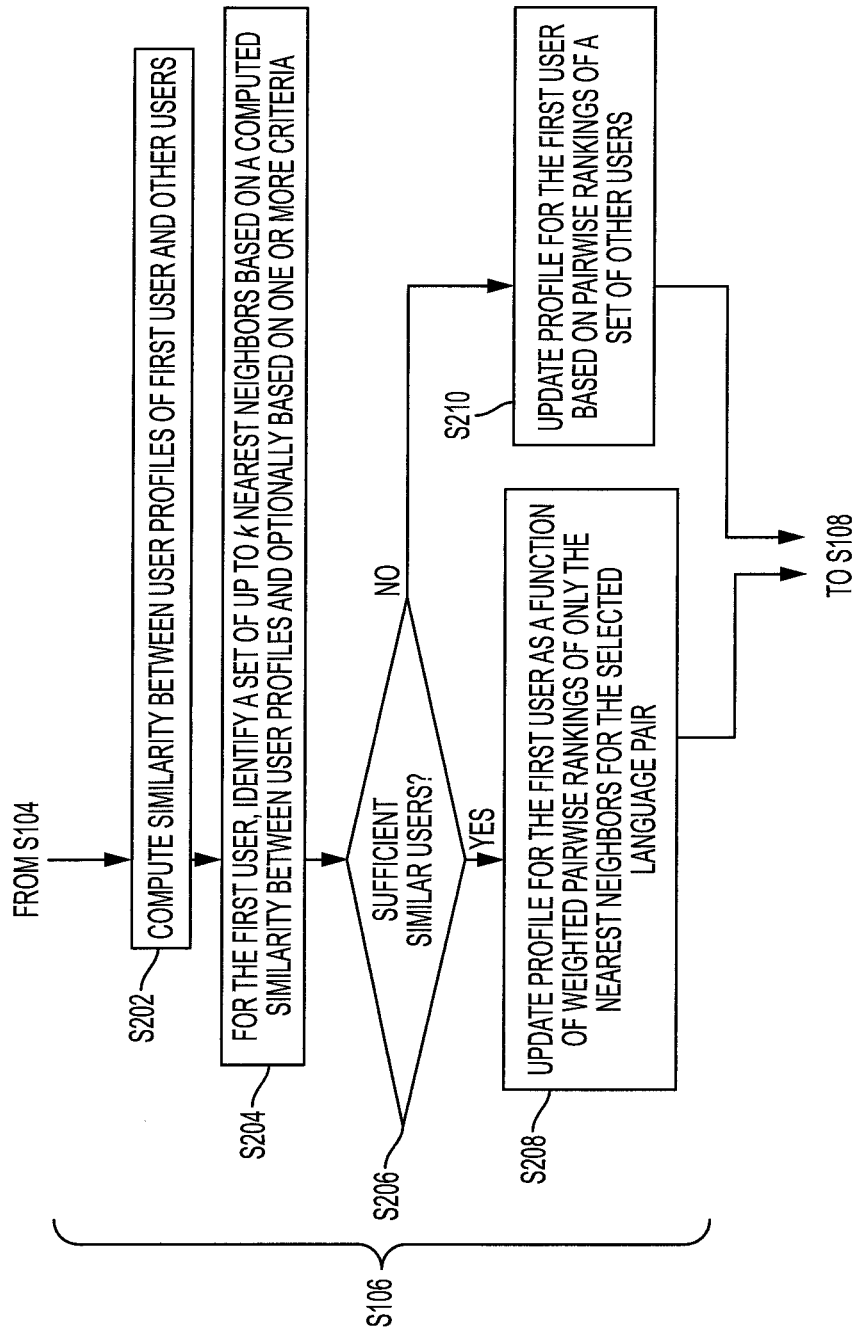 FROM S104
COMPUTE SIMILARITY BETWEEN USER PROFILES OF FIRST USER AND OTHER USERS
S202
FOR THE FIRST USER, IDENTIFY A SET OF UP TO k NEAREST NEIGHBORS BASED ON A COMPUTED
SIMILARITY BETWEEN USER PROFILES AND OPTIONALLY BASED ON ONE OR MORE CRITERIA
S204
SUFFICIENT
SIMILAR USERS?
S206
NO
YES
UPDATE PROFILE FOR THE FIRST USER AS A FUNCTION
OF WEIGHTED PAIRWISE RANKINGS OF ONLY THE
NEAREST NEIGHBORS FOR THE SELECTED
LANGUAGE PAIR
S208
UPDATE PROFILE FOR THE FIRST USER
BASED ON PAIRWISE RANKINGS OF A
SET OF OTHER USERS
S210
S106
TO S108